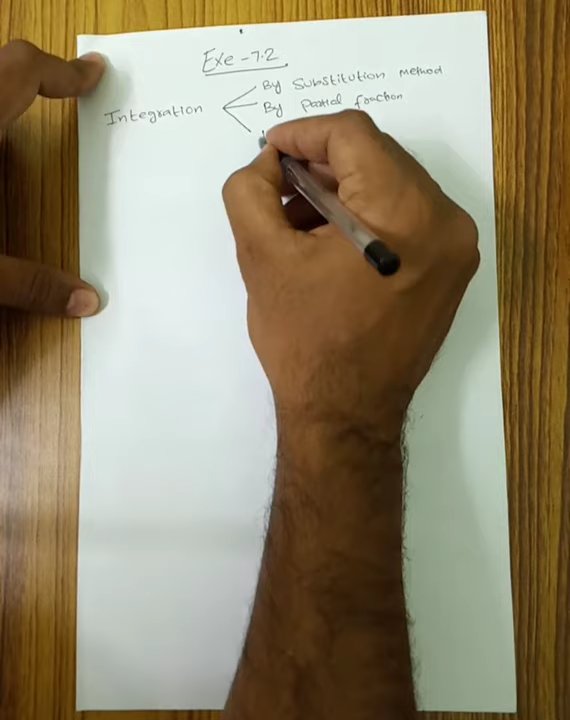 Exe - 7.2
By Substitution method
Integration
By Partial fraction